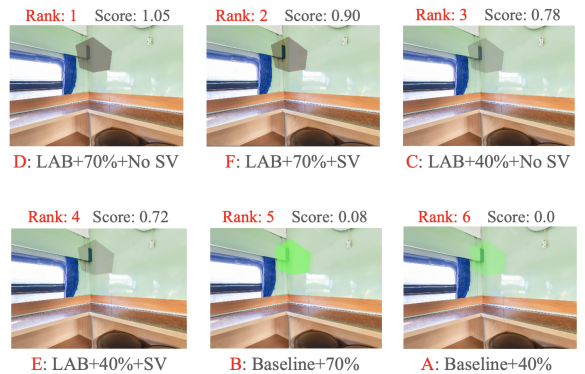 Rank: 1 Score: 1.05
Rank: 2 Score: 0.90
Rank: 3 Score: 0.78
D: LAB+70%+No SV
F: LAB+70%+SV
C: LAB+40%+No SV
Rank: 4 Score: 0.72
Rank: 5 Score: 0.08
Rank: 6 Score: 0.0
E: LAB+40%+SV
B: Baseline+70%
A: Baseline+40%